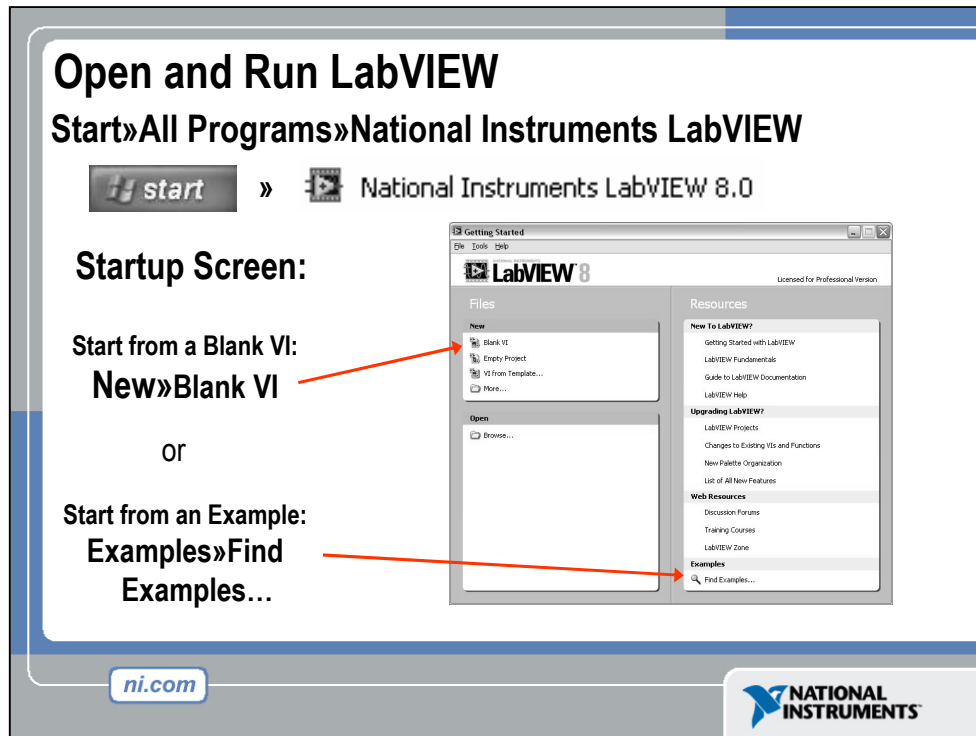 Open and Run LabVIEW
Start»All Programs»National Instruments LabVIEW
start » National Instruments LabVIEW 8.0
Startup Screen:
Start from a Blank VI:
New»Blank VI
or
Start from an Example:
Examples»Find
Examples…
Getting Started
File Tools Help
NATIONAL INSTRUMENTS
LabVIEW 8
Licensed for Professional Version
Files
New
Blank VI
Empty Project
VI from Template...
More...
Open
Browse...
Resources
New To LabVIEW?
Getting Started with LabVIEW
LabVIEW Fundamentals
Guide to LabVIEW Documentation
LabVIEW Help
Upgrading LabVIEW?
LabVIEW Projects
Changes to Existing VIs and Functions
New Palette Organization
List of All New Features
Web Resources
Discussion Forums
Training Courses
LabVIEW Zone
Examples
Find Examples...
ni.com
NATIONAL
INSTRUMENTS